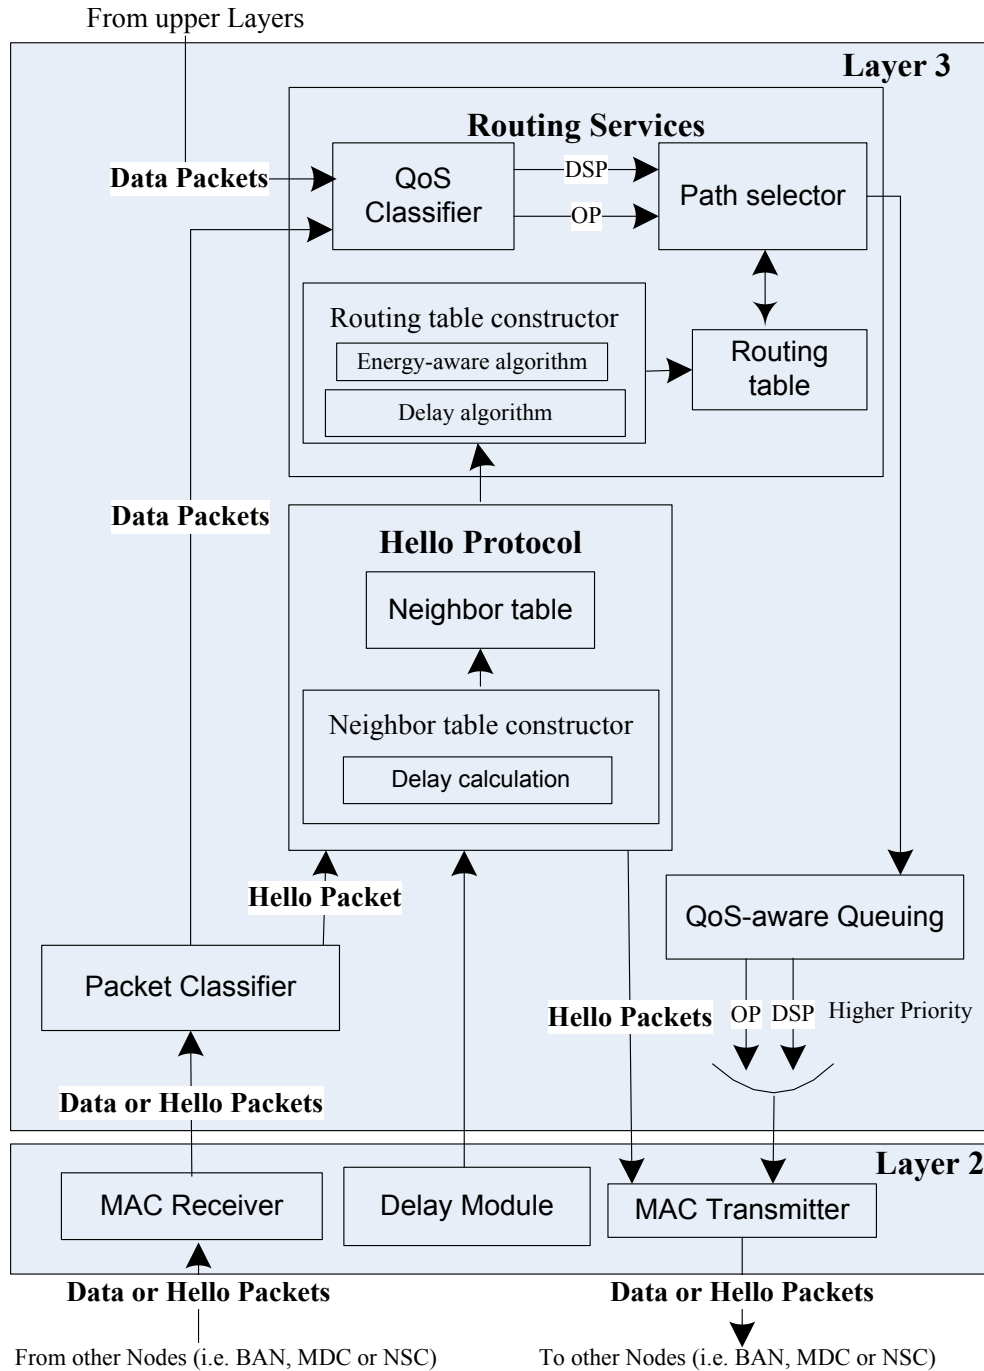 From upper Layers
Layer 3
Routing Services
Data Packets
QoS
Classifier
DSP
OP
Path selector
Routing table constructor
Energy-aware algorithm
Delay algorithm
Routing
table
Data Packets
Hello Protocol
Neighbor table
Neighbor table constructor
Delay calculation
Hello Packet
QoS-aware Queuing
Packet Classifier
Hello Packets
OP
DSP
Higher Priority
Data or Hello Packets
Layer 2
MAC Receiver
Delay Module
MAC Transmitter
Data or Hello Packets
Data or Hello Packets
From other Nodes (i.e. BAN, MDC or NSC)
To other Nodes (i.e. BAN, MDC or NSC)